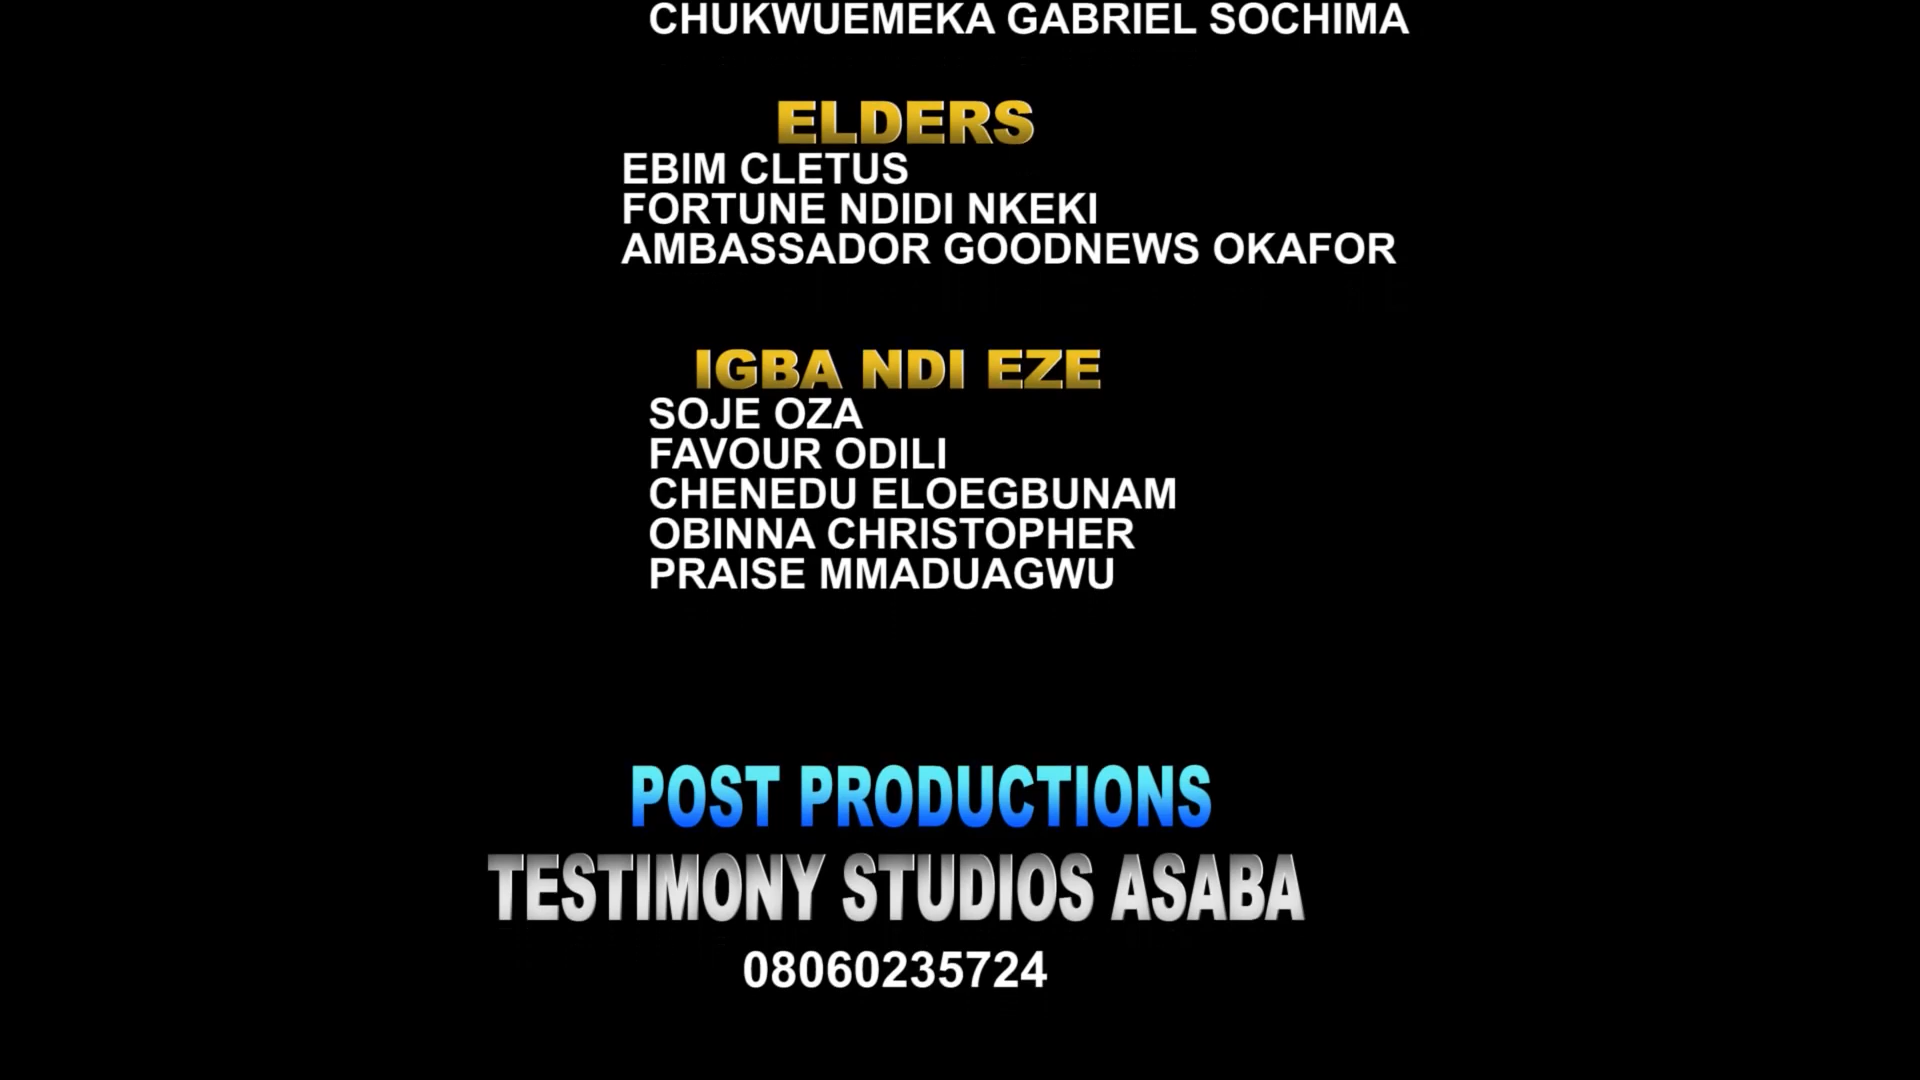 CHUKWUEMEKA GABRIEL SOCHIMA
ELDERS
EBIM CLETUS
FORTUNE NDIDI NKEKI
AMBASSADOR GOODNEWS OKAFOR
IGBA NDI EZE
SOJE OZA
FAVOUR ODILI
CHENEDU ELOEGBUNAM
OBINNA CHRISTOPHER
PRAISE MMADUAGWU
POST PRODUCTIONS
TESTIMONY STUDIOS ASABA
08060235724